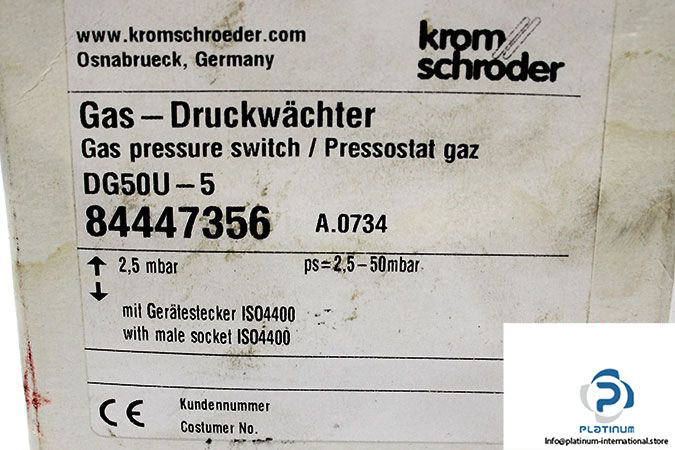 www.kromschroeder.com
Osnabrueck, Germany
krom
schröder
Gas – Druckwächter
Gas pressure switch / Pressostat gaz
DG50U – 5
84447356 A.0734
↑ 2,5 mbar ps=2,5–50mbar
↓
mit Gerätestecker ISO4400
with male socket ISO4400
CE Kundennummer
Costumer No.
PLATINUM
Info@platinum-international.store